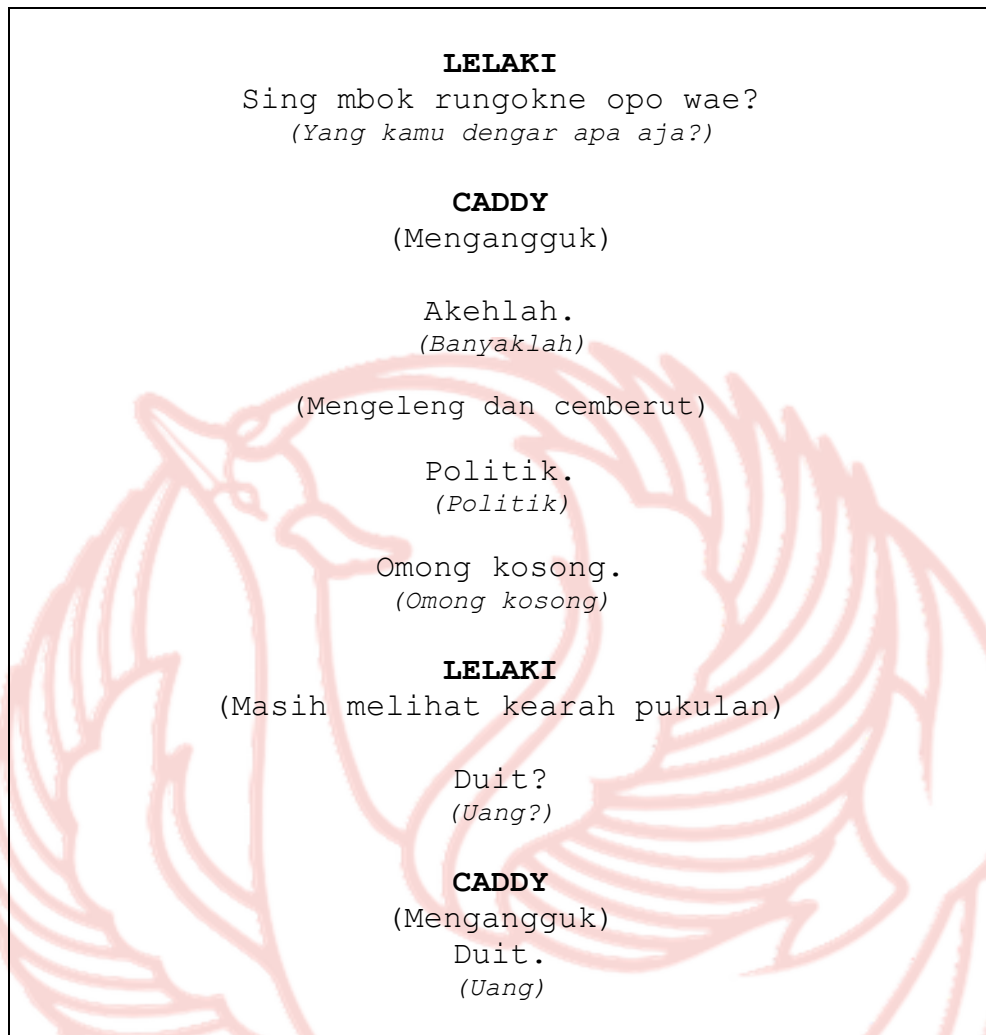 LELAKI
Sing mbok rungokne opo wae?
(Yang kamu dengar apa aja?)
CADDY
(Mengangguk)
Akehlah.
(Banyaklah)
(Mengeleng dan cemberut)
Politik.
(Politik)
Omong kosong.
(Omong kosong)
LELAKI
(Masih melihat kearah pukulan)
Duit?
(Uang?)
CADDY
(Mengangguk)
Duit.
(Uang)